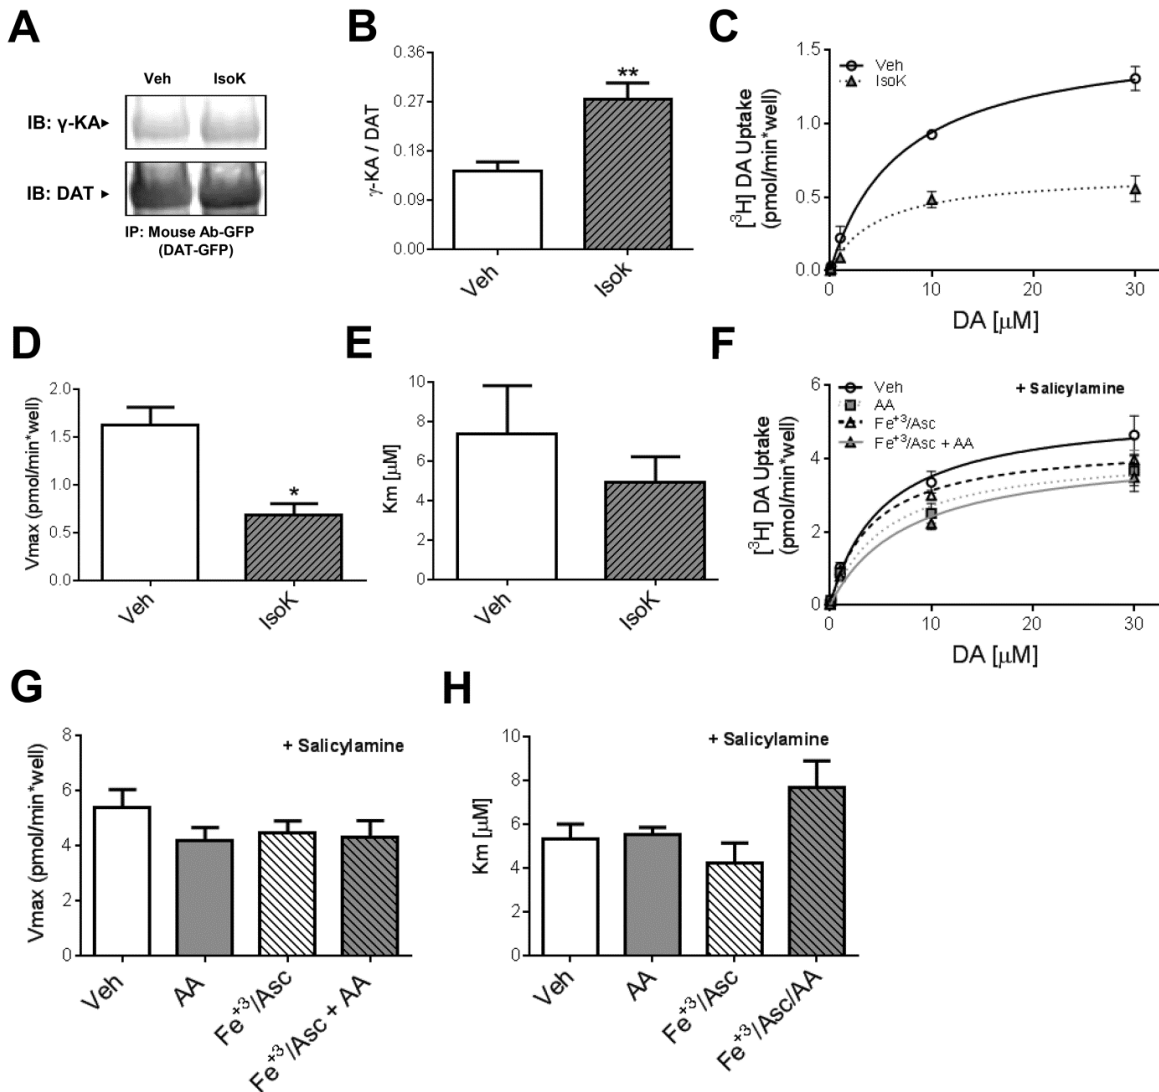 A
Veh IsoK
IB: γ-KA▸
IB: DAT ▸
IP: Mouse Ab-GFP
(DAT-GFP)
B
γ-KA / DAT
0.36
0.27
0.18
0.09
0.00
**
Veh
IsoK
C
[³H] DA Uptake
(pmol/min*well)
1.5
1.0
0.5
0.0
Veh
IsoK
0 10 20 30
DA [μM]
D
Vmax (pmol/min*well)
2.0
1.5
1.0
0.5
0.0
*
Veh
IsoK
E
Km [μM]
10
8
6
4
2
0
Veh
IsoK
F
[³H] DA Uptake
(pmol/min*well)
6
4
2
0
Veh
AA
Fe⁺³/Asc
Fe⁺³/Asc + AA
+ Salicylamine
0 10 20 30
DA [μM]
G
Vmax (pmol/min*well)
8
6
4
2
0
+ Salicylamine
Veh
AA
Fe⁺³/Asc
Fe⁺³/Asc + AA
H
Km [μM]
10
8
6
4
2
0
+ Salicylamine
Veh
AA
Fe⁺³/Asc
Fe⁺³/Asc/AA